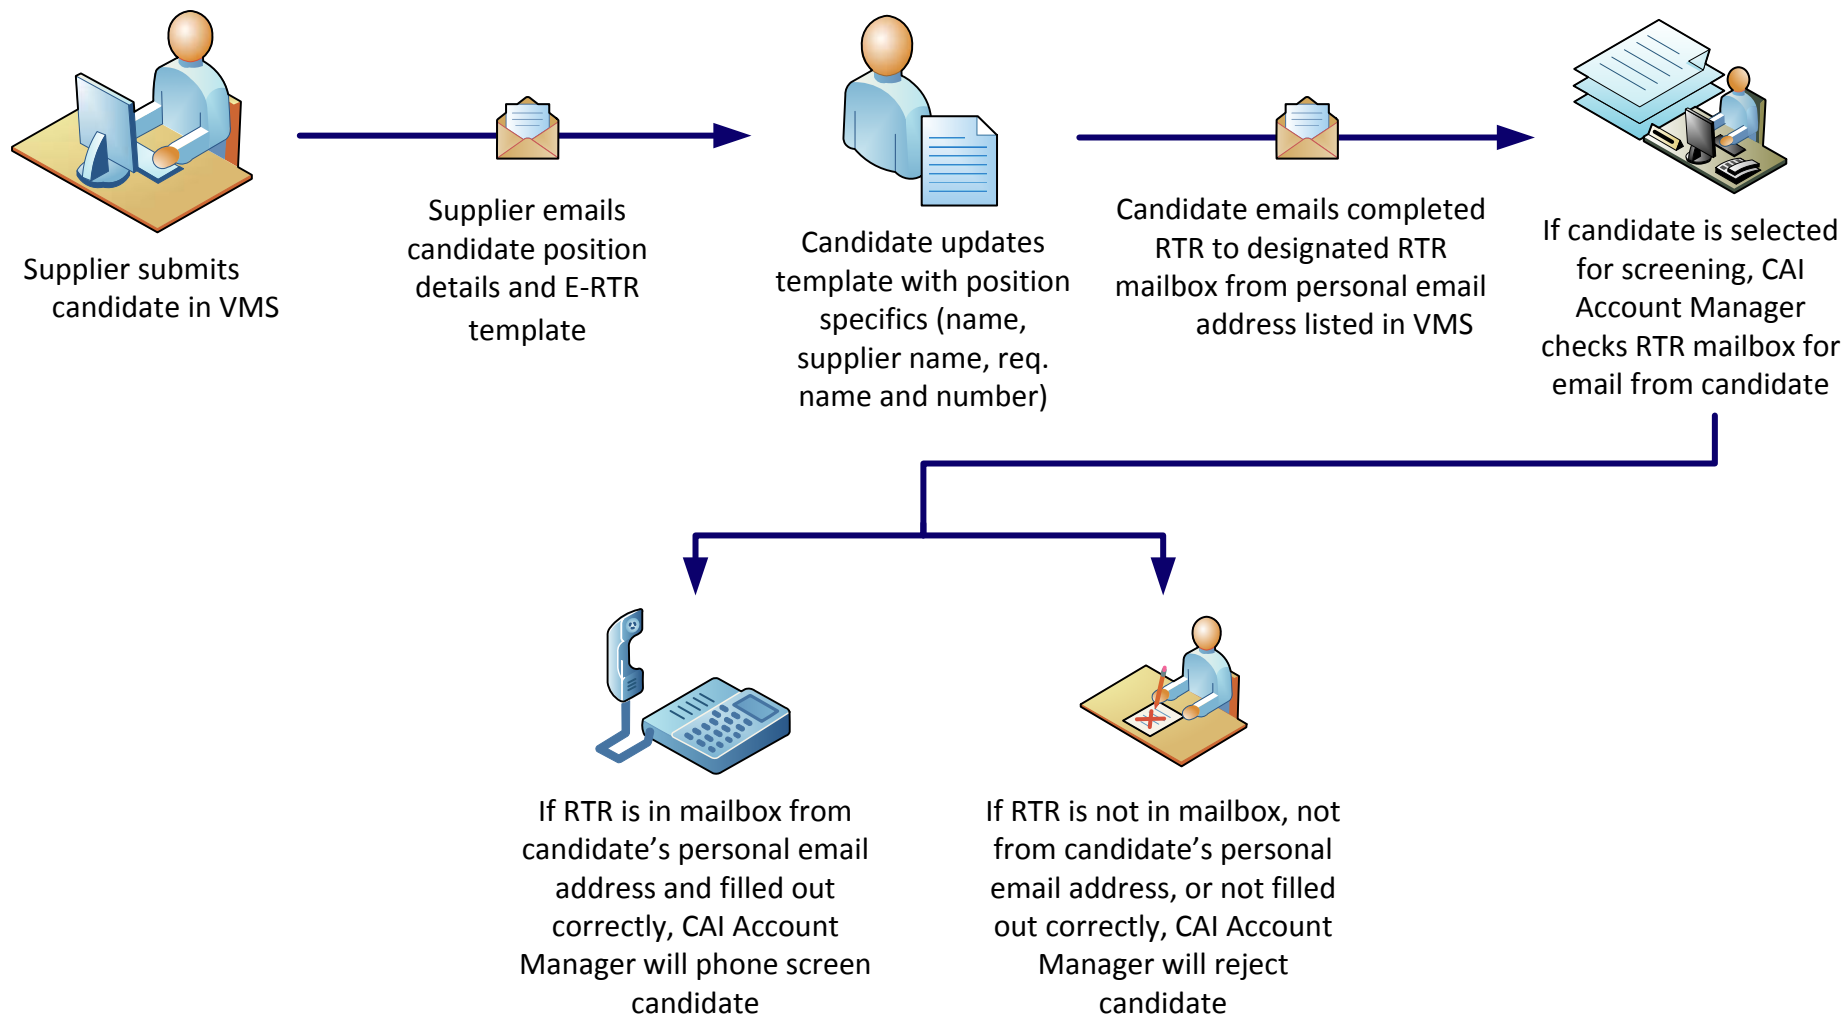 Supplier submits
candidate in VMS
Supplier emails
candidate position
details and E-RTR
template
Candidate updates
template with position
specifics (name,
supplier name, req.
name and number)
Candidate emails completed
RTR to designated RTR
mailbox from personal email
address listed in VMS
If candidate is selected
for screening, CAI
Account Manager
checks RTR mailbox for
email from candidate
If RTR is in mailbox from
candidate’s personal email
address and filled out
correctly, CAI Account
Manager will phone screen
candidate
If RTR is not in mailbox, not
from candidate’s personal
email address, or not filled
out correctly, CAI Account
Manager will reject
candidate